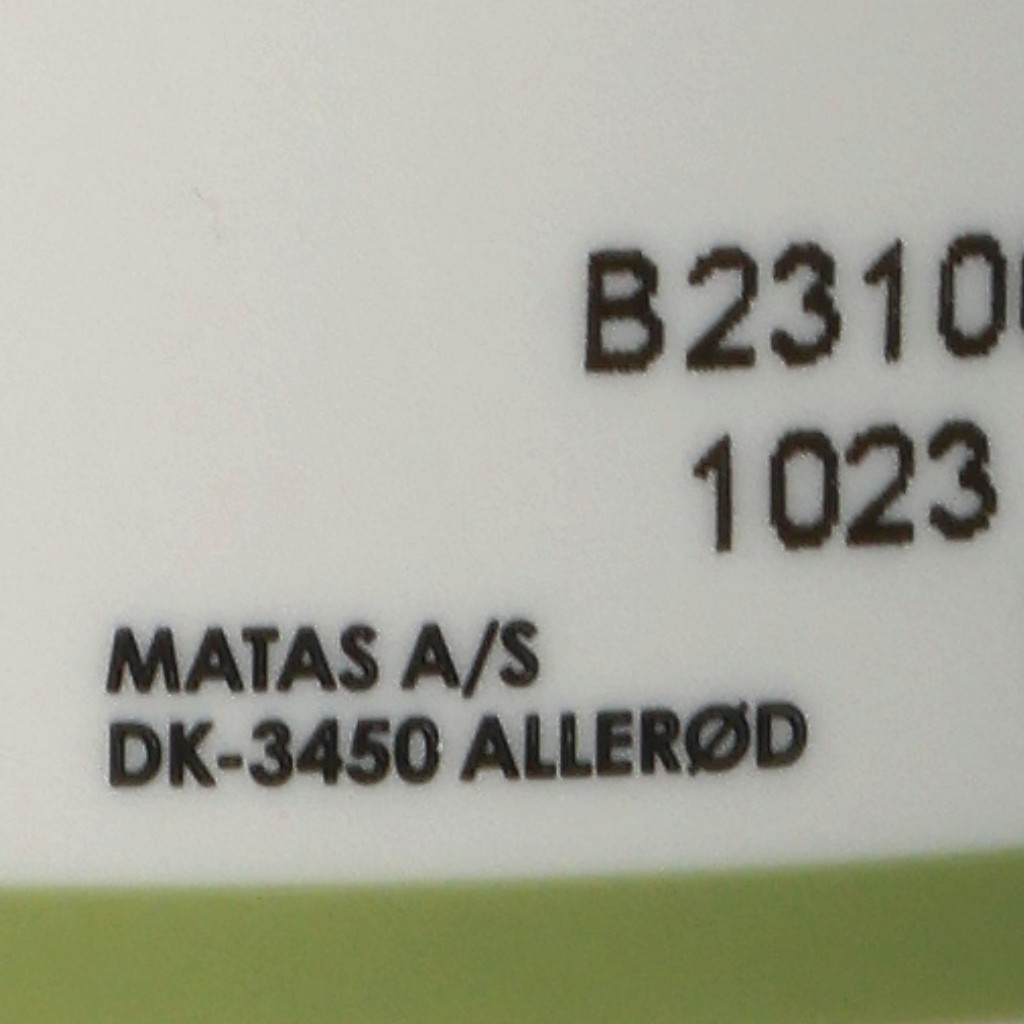 B2310
1023
MATAS A/S
DK-3450 ALLERØD